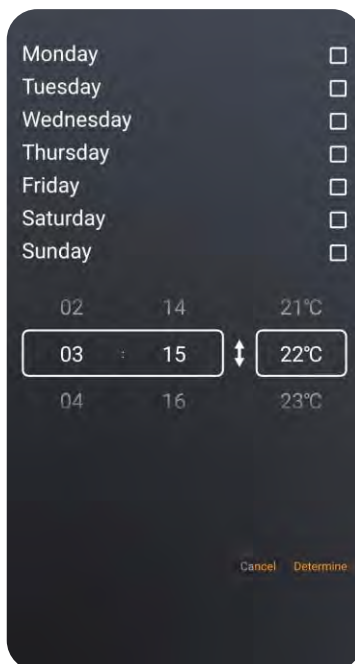 Monday
Tuesday
Wednesday
Thursday
Friday
Saturday
Sunday
02 14 21°C
03 : 15 22°C
04 16 23°C
Cancel Determine